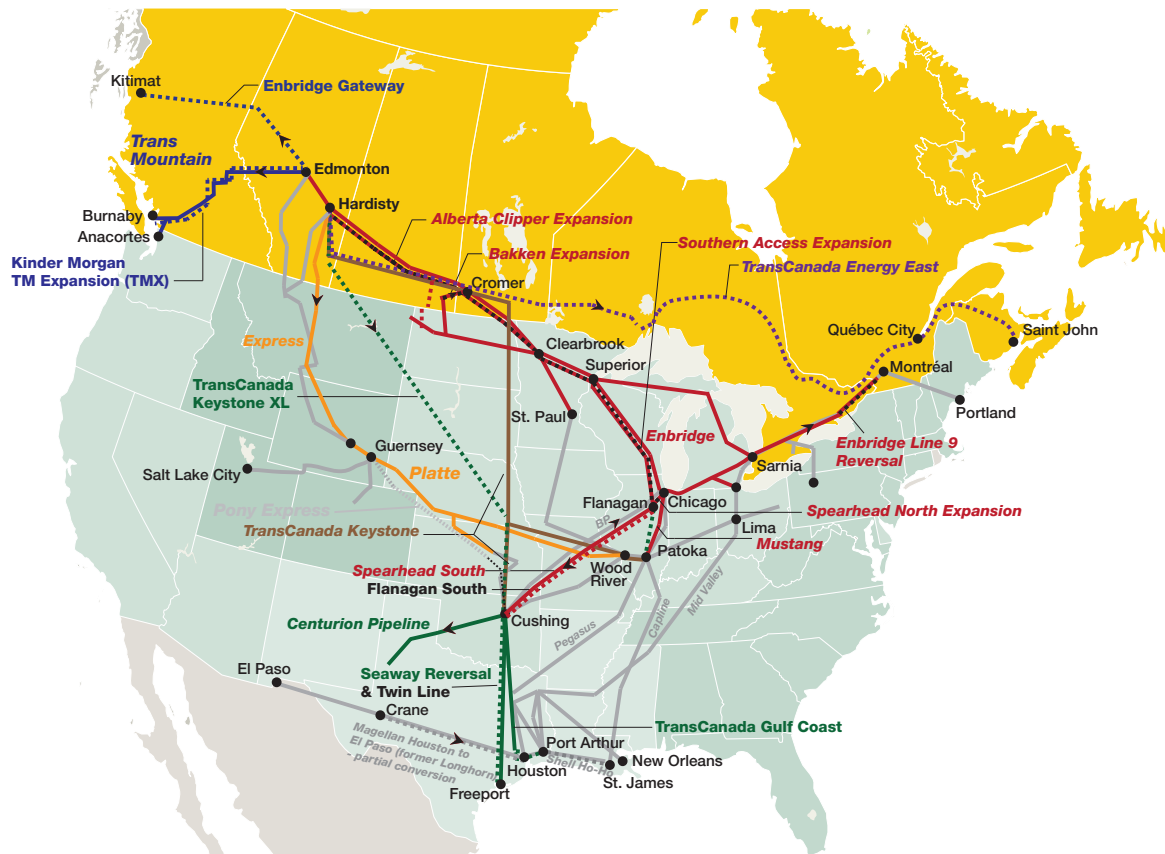 Kitimat
Enbridge Gateway
Trans
Mountain
Edmonton
Hardisty
Burnaby
Anacortes
Alberta Clipper Expansion
Southern Access Expansion
Bakken Expansion
TransCanada Energy East
Kinder Morgan
TM Expansion (TMX)
Cromer
Québec City
Saint John
Express
Clearbrook
Superior
Montréal
TransCanada
Keystone XL
St. Paul
Portland
Enbridge
Enbridge Line 9
Reversal
Guernsey
Sarnia
Salt Lake City
Platte
Flanagan
Chicago
Pony Express
Spearhead North Expansion
BP
Lima
TransCanada Keystone
Mustang
Patoka
Spearhead South
Wood
River
Flanagan South
Mid Valley
Capline
Centurion Pipeline
Cushing
Pegasus
El Paso
Seaway Reversal
& Twin Line
Crane
TransCanada Gulf Coast
Magellan Houston to
El Paso (former Longhorn)
- partial conversion
Port Arthur
Shell Ho-Ho
New Orleans
Houston
St. James
Freeport